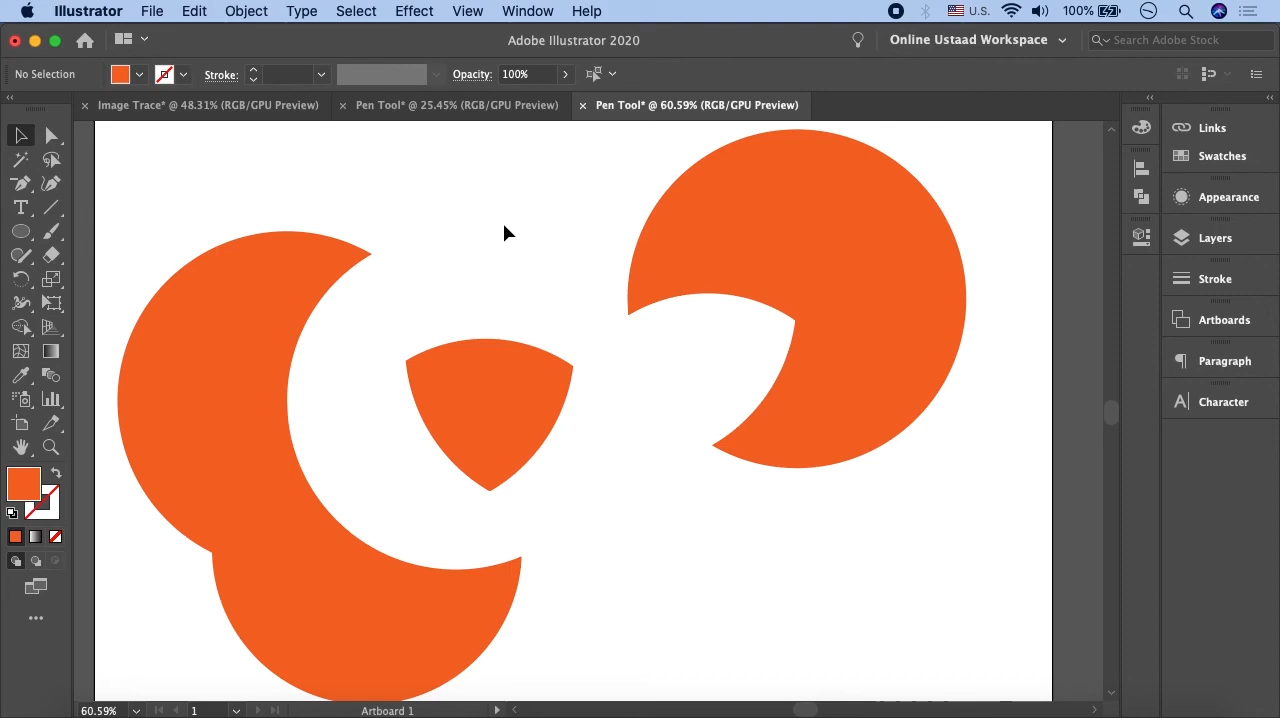 Illustrator File Edit Object Type Select Effect View Window Help U.S. 100%
Adobe Illustrator 2020 Online Ustaad Workspace Search Adobe Stock
No Selection Stroke: Opacity: 100%
Image Trace* @ 48.31% (RGB/GPU Preview) Pen Tool* @ 25.45% (RGB/GPU Preview) Pen Tool* @ 60.59% (RGB/GPU Preview)
Links
Swatches
Appearance
Layers
Stroke
Artboards
Paragraph
Character
60.59% 1 Artboard 1